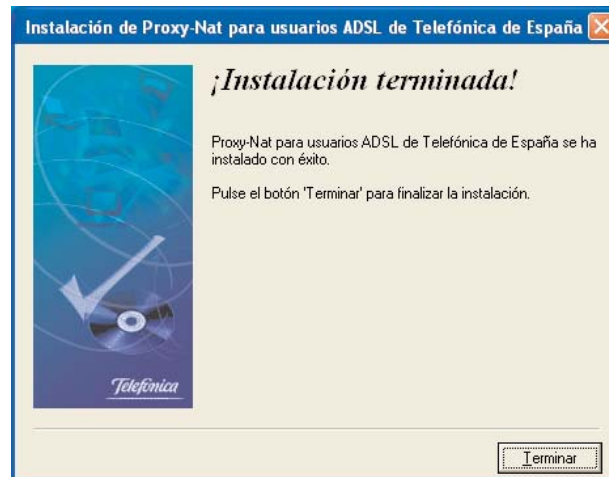 Instalación de Proxy-Nat para usuarios ADSL de Telefónica de España
¡Instalación terminada!
Proxy-Nat para usuarios ADSL de Telefónica de España se ha
instalado con éxito.
Pulse el botón 'Terminar' para finalizar la instalación.
Telefónica
Terminar